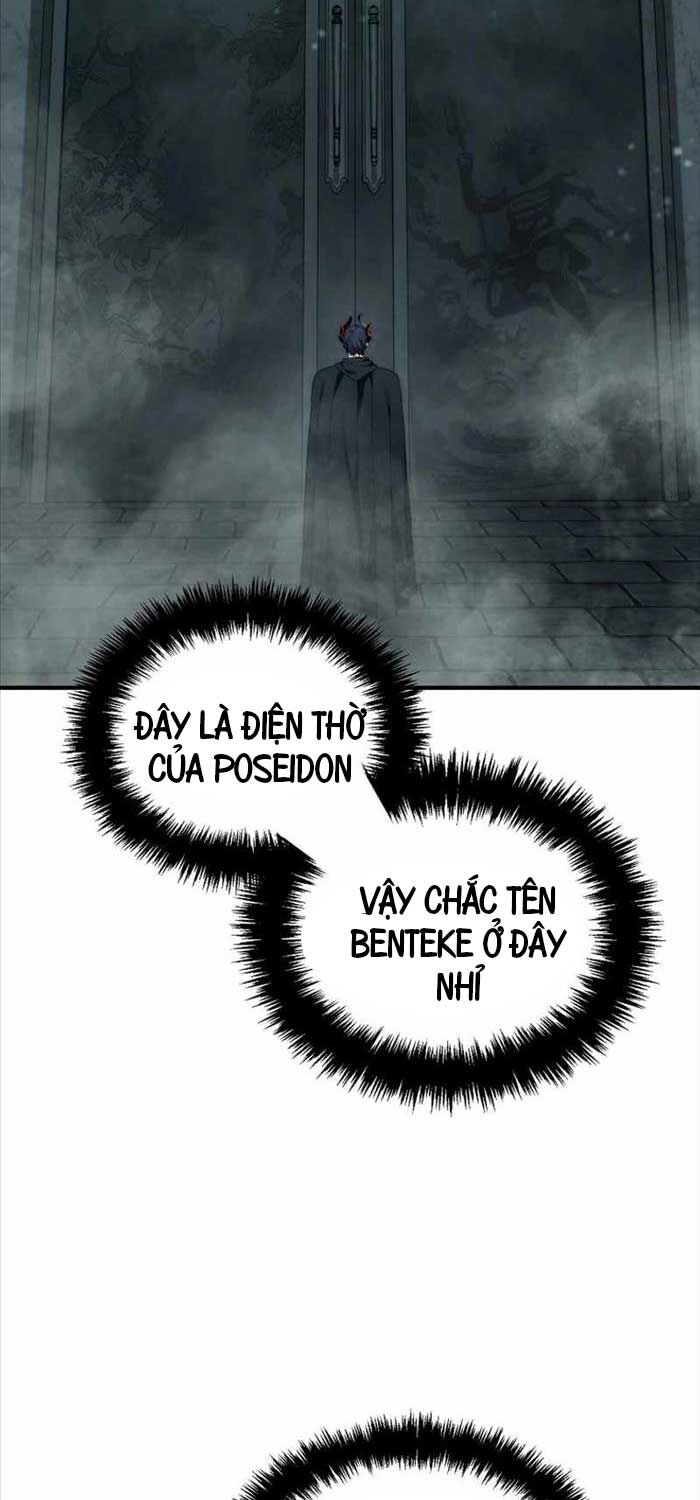 ĐÂY LÀ ĐIỆN THỜ
CỦA POSEIDON
VẬY CHẮC TÊN
BENTEKE Ở ĐÂY
NHỈ